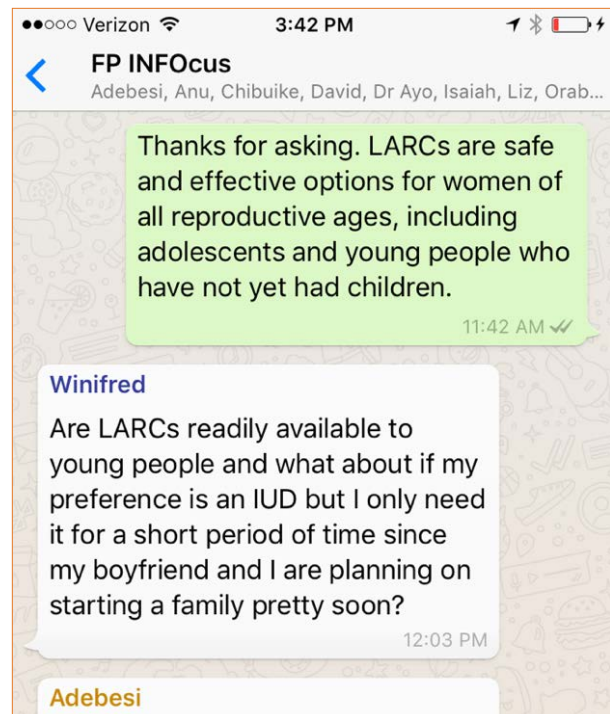 Verizon 3:42 PM
FP INFOcus
Adebesi, Anu, Chibuike, David, Dr Ayo, Isaiah, Liz, Orab...
Thanks for asking. LARCs are safe
and effective options for women of
all reproductive ages, including
adolescents and young people who
have not yet had children.
11:42 AM
Winifred
Are LARCs readily available to
young people and what about if my
preference is an IUD but I only need
it for a short period of time since
my boyfriend and I are planning on
starting a family pretty soon?
12:03 PM
Adebesi